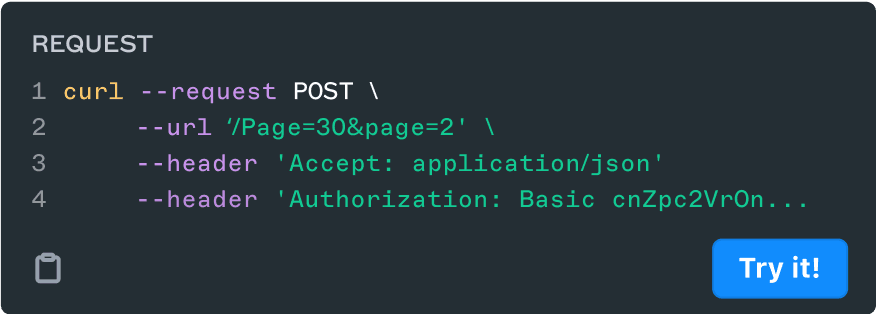 REQUEST
1 curl --request POST \
2 --url ‘/Page=30&page=2' \
3 --header 'Accept: application/json'
4 --header 'Authorization: Basic cnZpc2VrOn...
Try it!